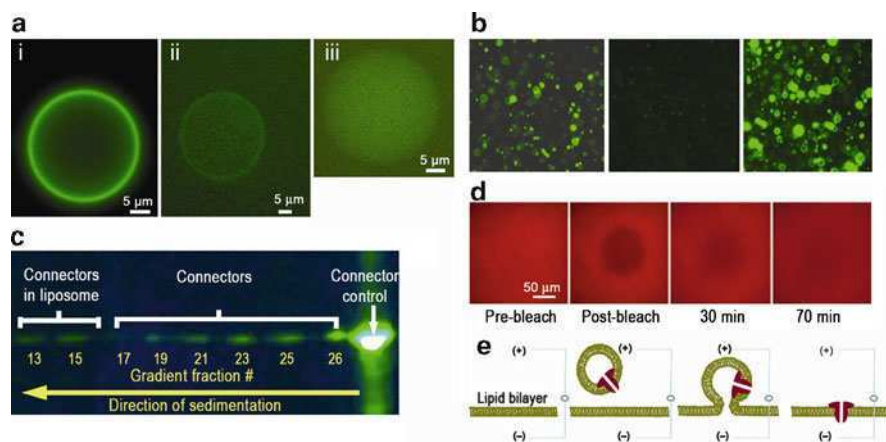 a
i
ii
iii
5 μm
5 μm
5 μm
b
c
Connectors
in liposome
Connectors
Connector
control
13 15 17 19 21 23 25 26
Gradient fraction #
Direction of sedimentation
d
50 μm
Pre-bleach Post-bleach 30 min 70 min
e
(+) (+) (+) (+)
Lipid bilayer
(–) (–) (–) (–)